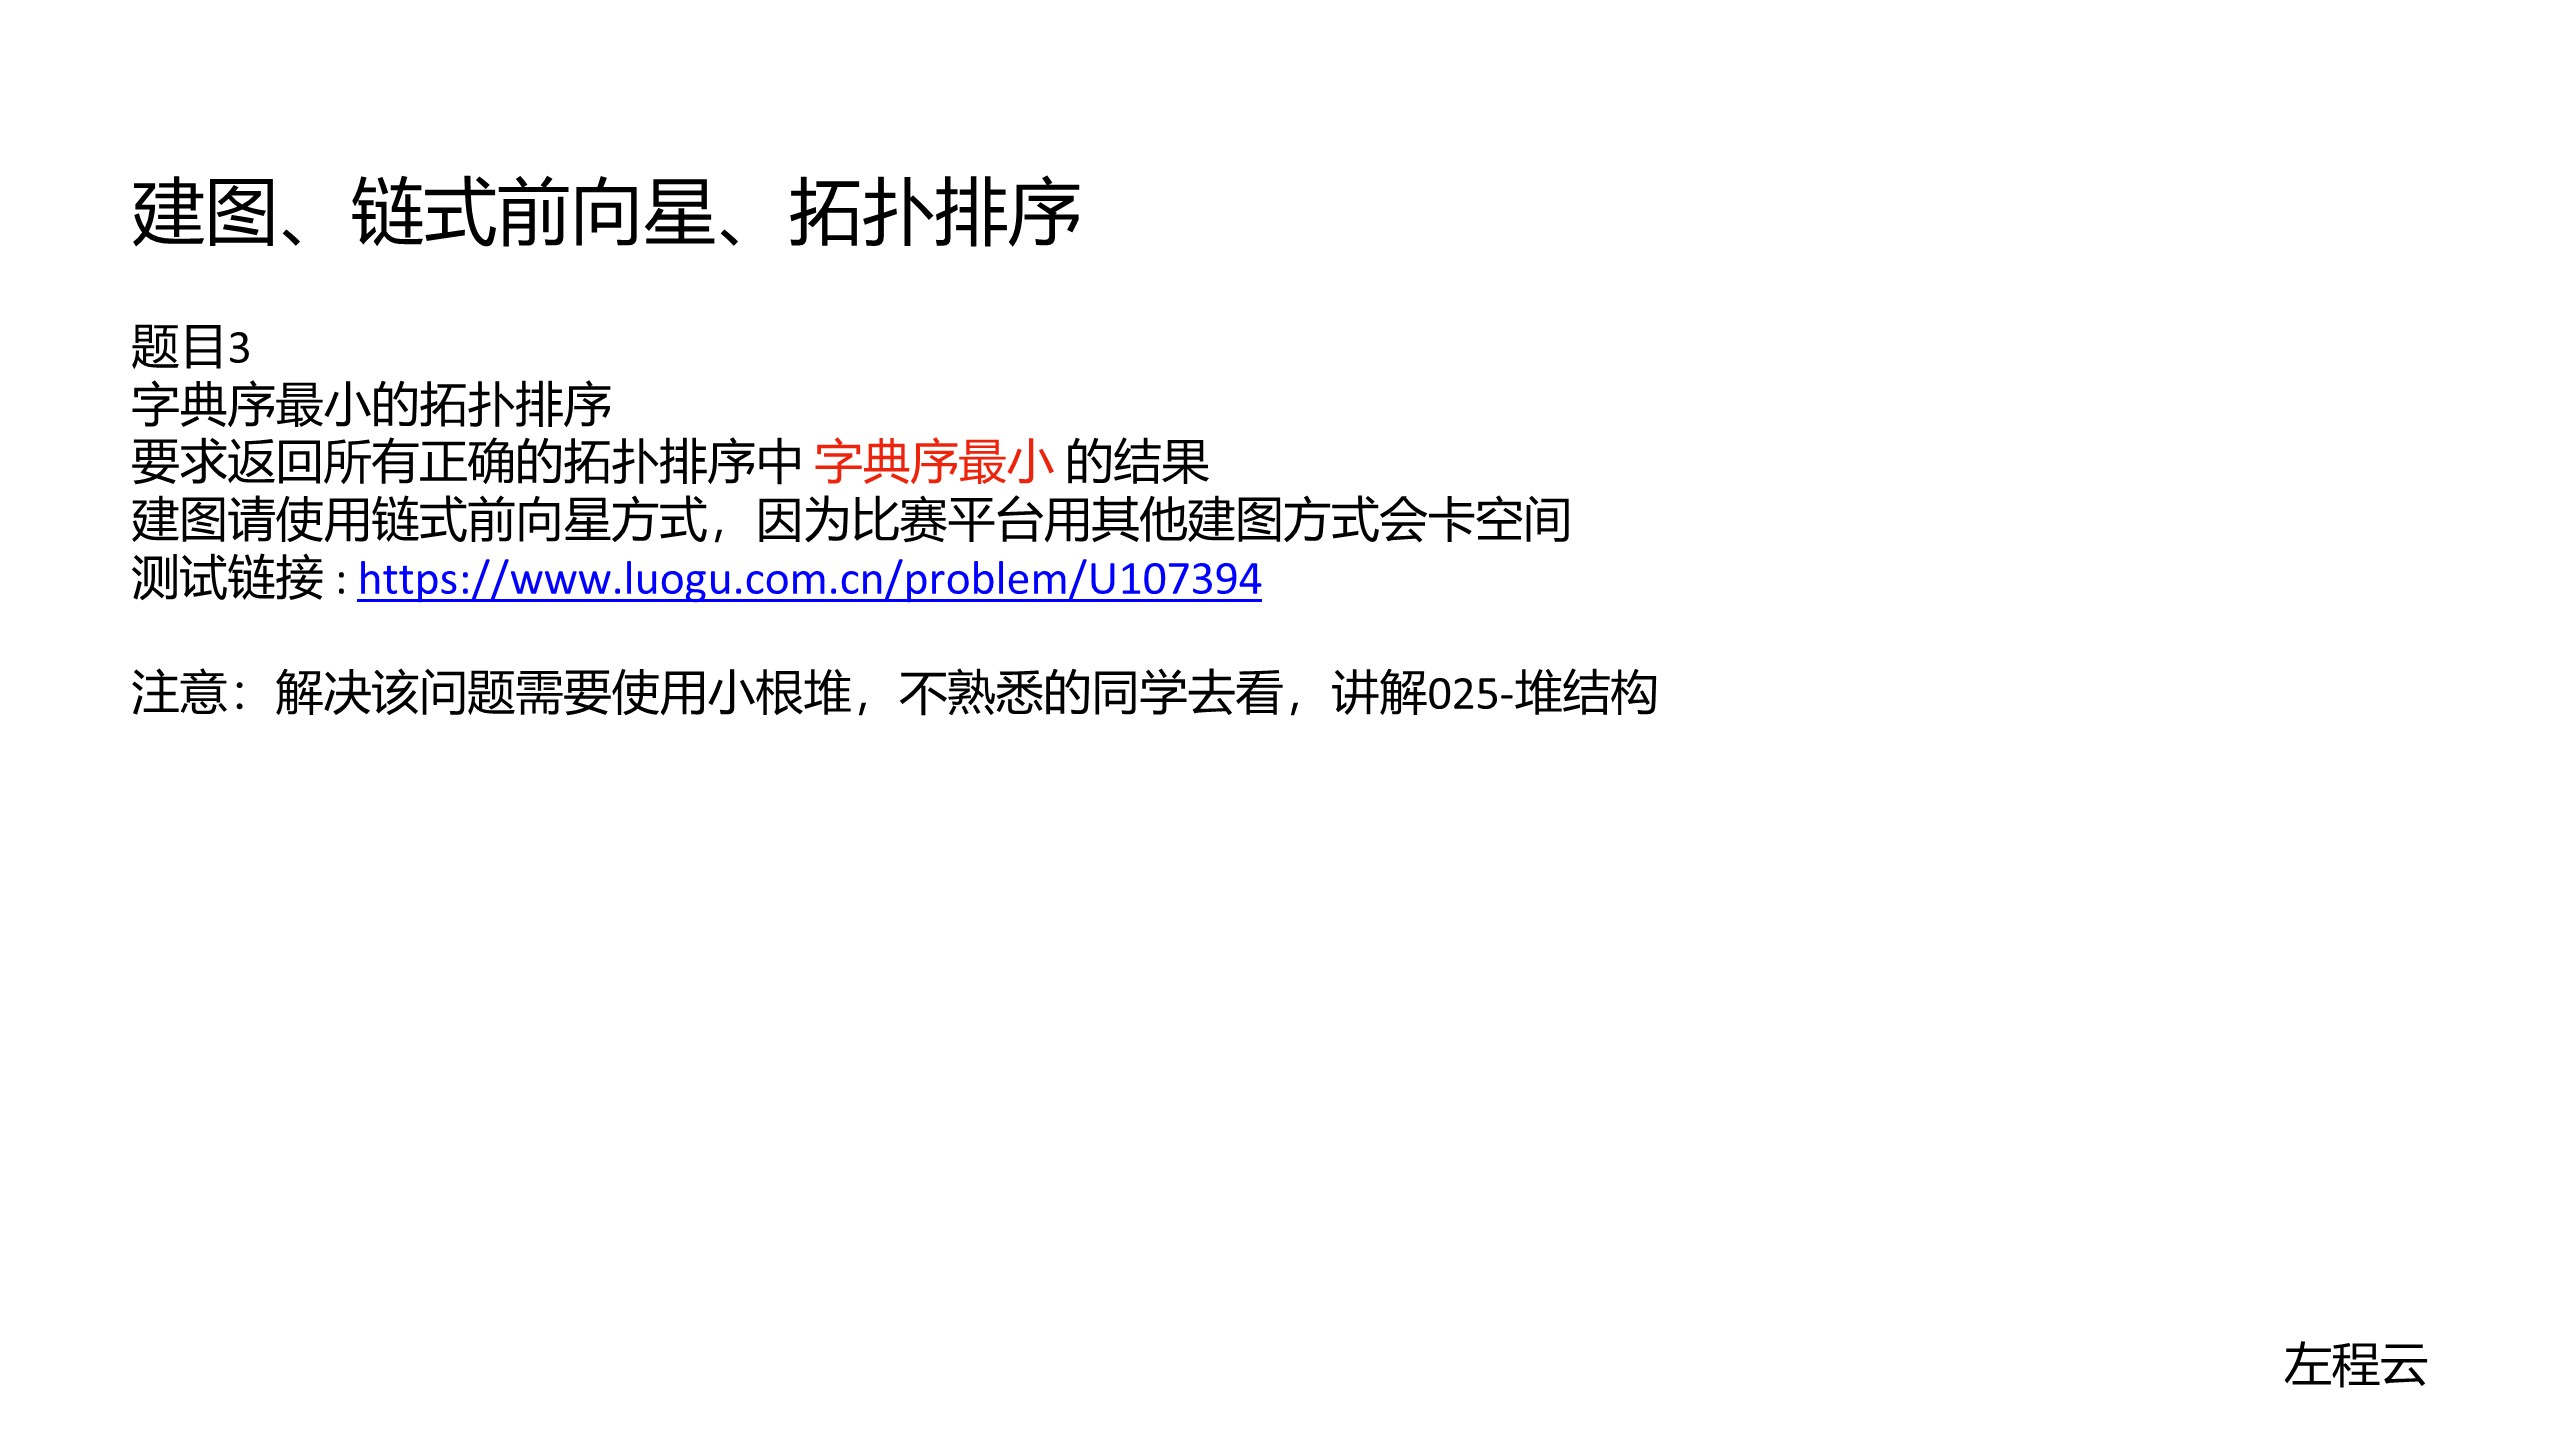 建图、链式前向星、拓扑排序
题目3
字典序最小的拓扑排序
要求返回所有正确的拓扑排序中 字典序最小 的结果
建图请使用链式前向星方式，因为比赛平台用其他建图方式会卡空间
测试链接 : https://www.luogu.com.cn/problem/U107394
注意：解决该问题需要使用小根堆，不熟悉的同学去看，讲解025-堆结构
左程云